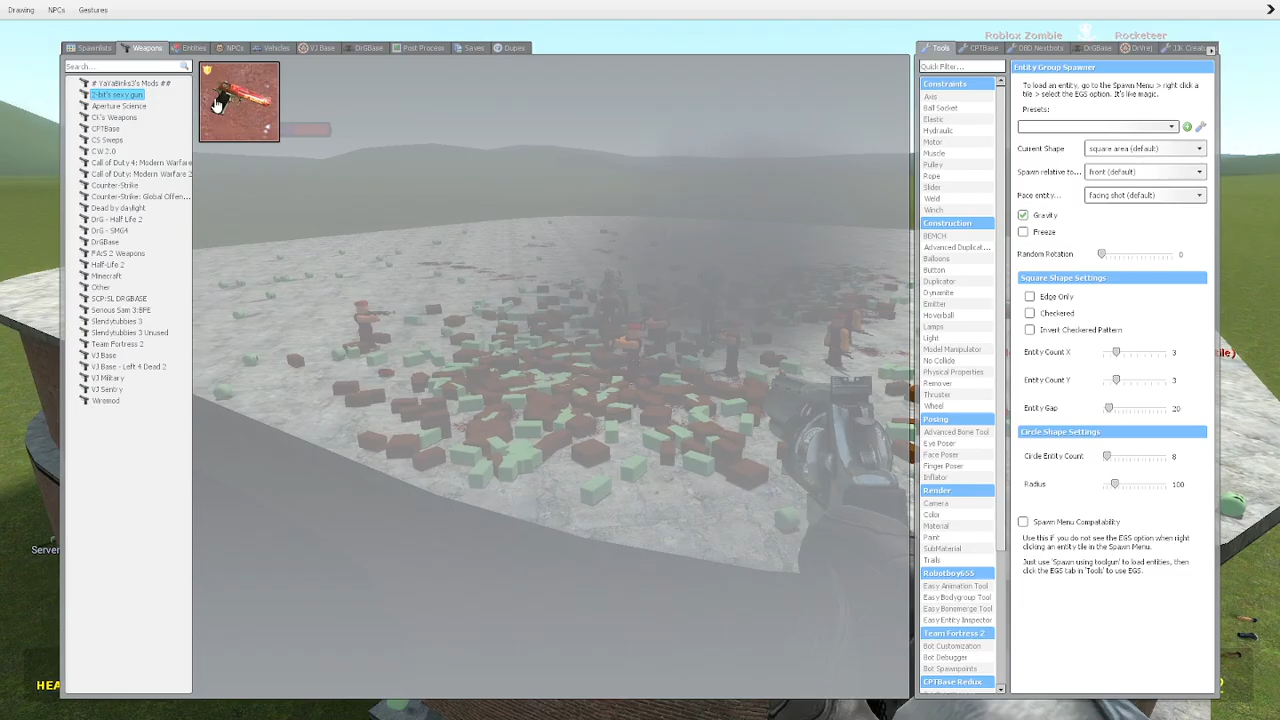 Drawing NPCs Gestures
Roblox Zombie Rocketeer
Spawnlists Weapons Entities NPCs Vehicles VJ Base DrGBase Post Process Saves Dupes
Tools CPTBase OBD Nextbots DrGBase DrVrej JJK Creat
Search...
# YaYaBinks3's Mods ##
2-bit's sexy gun
Aperture Science
CK's Weapons
CPTBase
CS Sweps
CW 2.0
Call of Duty 4: Modern Warfare
Call of Duty: Modern Warfare 2
Counter-Strike
Counter-Strike: Global Offen...
Dead by daylight
DrG - Half Life 2
DrG - SMG4
DrGBase
FA:S 2 Weapons
Half-Life 2
Minecraft
Other
SCP:SL DRGBASE
Serious Sam 3:BFE
Slendytubbies 3
Slendytubbies 3 Unused
Team Fortress 2
VJ Base
VJ Base - Left 4 Dead 2
VJ Military
VJ Sentry
Wiremod
Quick Filter...
Constraints
Axis
Ball Socket
Elastic
Hydraulic
Motor
Muscle
Pulley
Rope
Slider
Weld
Winch
Construction
BEMCH
Advanced Duplicat...
Balloons
Button
Duplicator
Dynamite
Emitter
Hoverball
Lamps
Light
Model Manipulator
No Collide
Physical Properties
Remover
Thruster
Wheel
Posing
Advanced Bone Tool
Eye Poser
Face Poser
Finger Poser
Inflator
Render
Camera
Color
Material
Paint
SubMaterial
Trails
Robotboy655
Easy Animation Tool
Easy Bodygroup Tool
Easy Bonemerge Tool
Easy Entity Inspector
Team Fortress 2
Bot Customization
Bot Debugger
Bot Spawnpoints
CPTBase Redux
Entity Group Spawner
To load an entity, go to the Spawn Menu > right click a
tile > select the EGS option. It's like magic.
Presets:
Current Shape square area (default)
Spawn relative to... front (default)
Face entity... facing shot (default)
Gravity
Freeze
Random Rotation 0
Square Shape Settings
Edge Only
Checkered
Invert Checkered Pattern
Entity Count X 3
Entity Count Y 3
Entity Gap 20
Circle Shape Settings
Circle Entity Count 8
Radius 100
Spawn Menu Compatability
Use this if you do not see the EGS option when right
clicking an entity tile in the Spawn Menu.
Just use 'Spawn using toolgun' to load entities, then
click the EGS tab in 'Tools' to use EGS.
Server
HEA